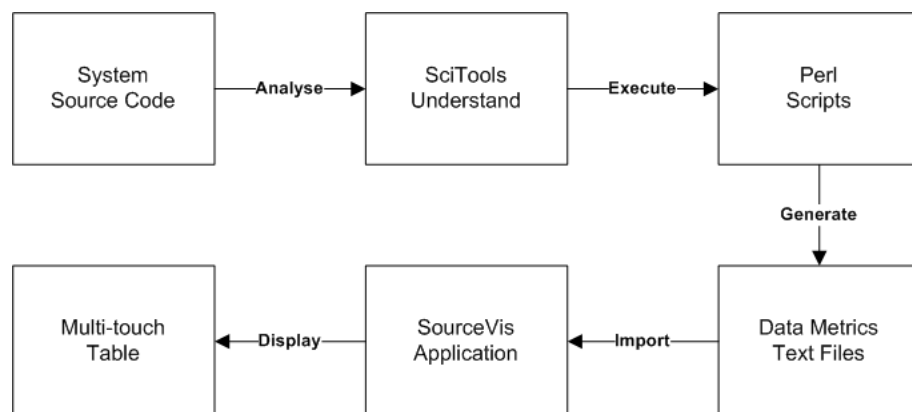 System
Source Code
Analyse
SciTools
Understand
Execute
Perl
Scripts
Generate
Data Metrics
Text Files
Import
SourceVis
Application
Display
Multi-touch
Table